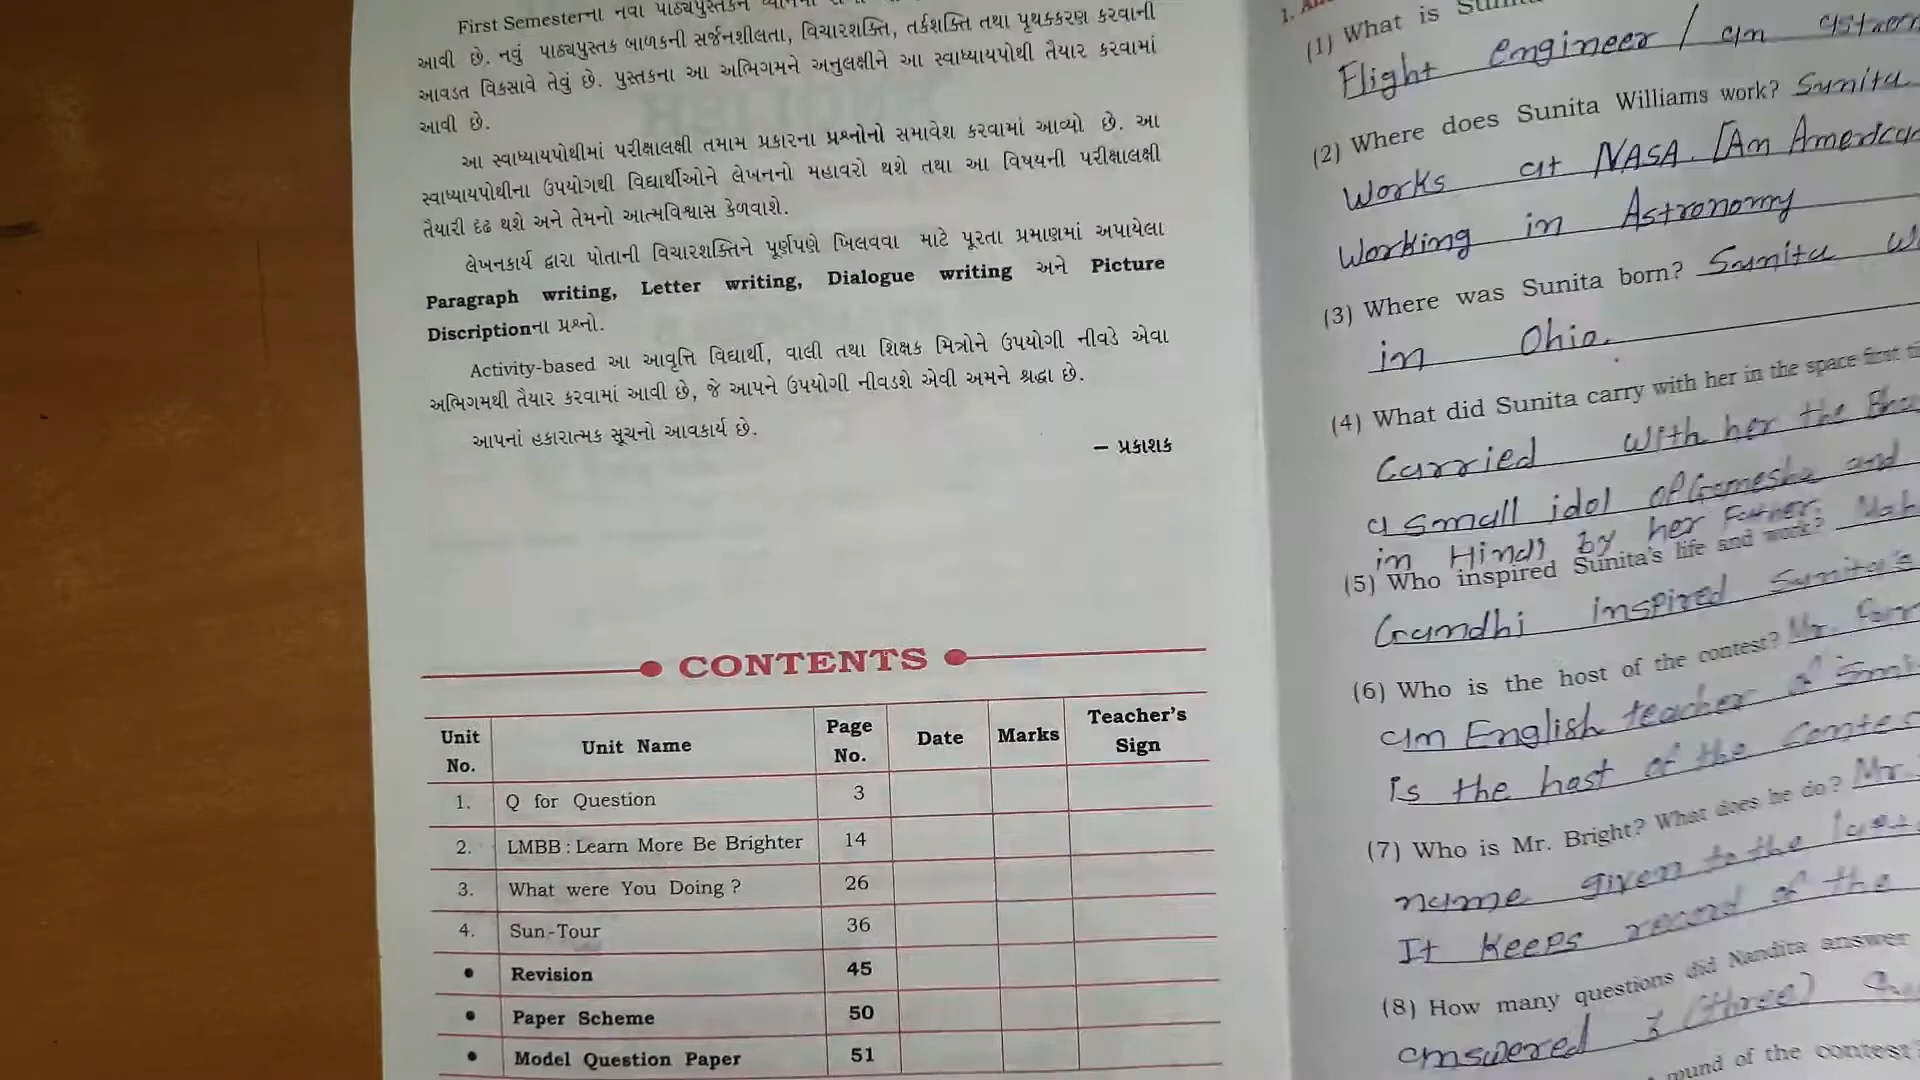 First Semesterના નવા પાઠ્યપુસ્તકને
આવી છે. નવું પાઠ્યપુસ્તક બાળકની સર્જનશીલતા, વિચારશક્તિ, તર્કશક્તિ તથા પૃથક્કરણ કરવાની
આવડત વિકસાવે તેવું છે. પુસ્તકના આ અભિગમને અનુલક્ષીને આ સ્વાધ્યાયપોથી તૈયાર કરવામાં
આવી છે.
આ સ્વાધ્યાયપોથીમાં પરીક્ષાલક્ષી તમામ પ્રકારના પ્રશ્નોનો સમાવેશ કરવામાં આવ્યો છે. આ
સ્વાધ્યાયપોથીના ઉપયોગથી વિદ્યાર્થીઓને લેખનનો મહાવરો થશે તથા આ વિષયની પરીક્ષાલક્ષી
તૈયારી દૃઢ થશે અને તેમનો આત્મવિશ્વાસ કેળવાશે.
લેખનકાર્ય દ્વારા પોતાની વિચારશક્તિને પૂર્ણપણે ખિલવવા માટે પૂરતા પ્રમાણમાં અપાયેલા
Paragraph writing, Letter writing, Dialogue writing અને Picture
Discriptionના પ્રશ્નો.
Activity-based આ આવૃત્તિ વિદ્યાર્થી, વાલી તથા શિક્ષક મિત્રોને ઉપયોગી નીવડે એવા
અભિગમથી તૈયાર કરવામાં આવી છે, જે આપને ઉપયોગી નીવડશે એવી અમને શ્રદ્ધા છે.
આપનાં હકારાત્મક સૂચનો આવકાર્ય છે.
– પ્રકાશક
CONTENTS
Unit No. Unit Name Page No. Date Marks Teacher's Sign
1. Q for Question 3
2. LMBB : Learn More Be Brighter 14
3. What were You Doing ? 26
4. Sun-Tour 36
• Revision 45
• Paper Scheme 50
• Model Question Paper 51
1.
(1) What is
Flight engineer / an
(2) Where does Sunita Williams work? Sunita
Works at NASA. [An American
Working in Astronomy
(3) Where was Sunita born? Sunita
in Ohio.
(4) What did Sunita carry with her in the space first
Carried with her the
a small idol of Ganesha and
in Hindi by her Father.
(5) Who inspired Sunita's life and work?
Gandhi inspired Sunita's
(6) Who is the host of the contest? Mr.
an English teacher
is the host of the
(7) Who is Mr. Bright? What does he do? Mr.
name given to the
It keeps record of the
(8) How many questions did Nandita answer
answered 3 (three)
of the contest?